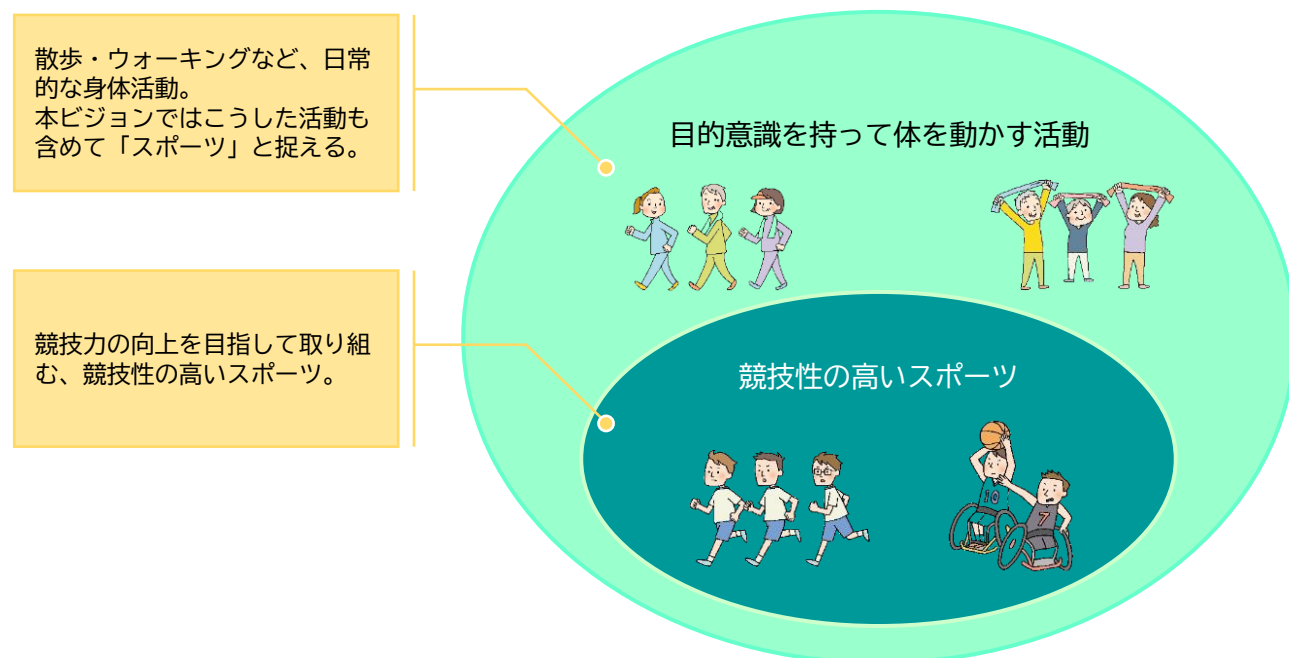 散歩・ウォーキングなど、日常
的な身体活動。
本ビジョンではこうした活動も
含めて「スポーツ」と捉える。
目的意識を持って体を動かす活動
競技力の向上を目指して取り組
む、競技性の高いスポーツ。
競技性の高いスポーツ
10
7